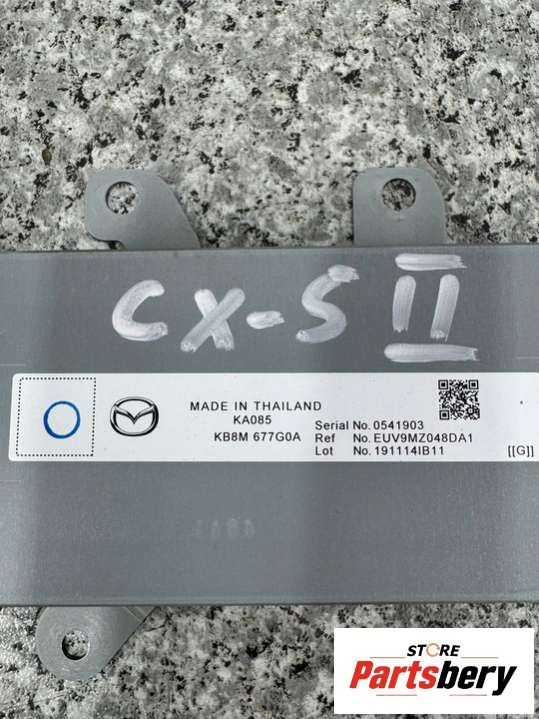 CX-5 II
MADE IN THAILAND
KA085
KB8M 677G0A
Serial No. 0541903
Ref No. EUV9MZ048DA1
Lot No. 191114IB11
[[G]]
STORE
Partsbery